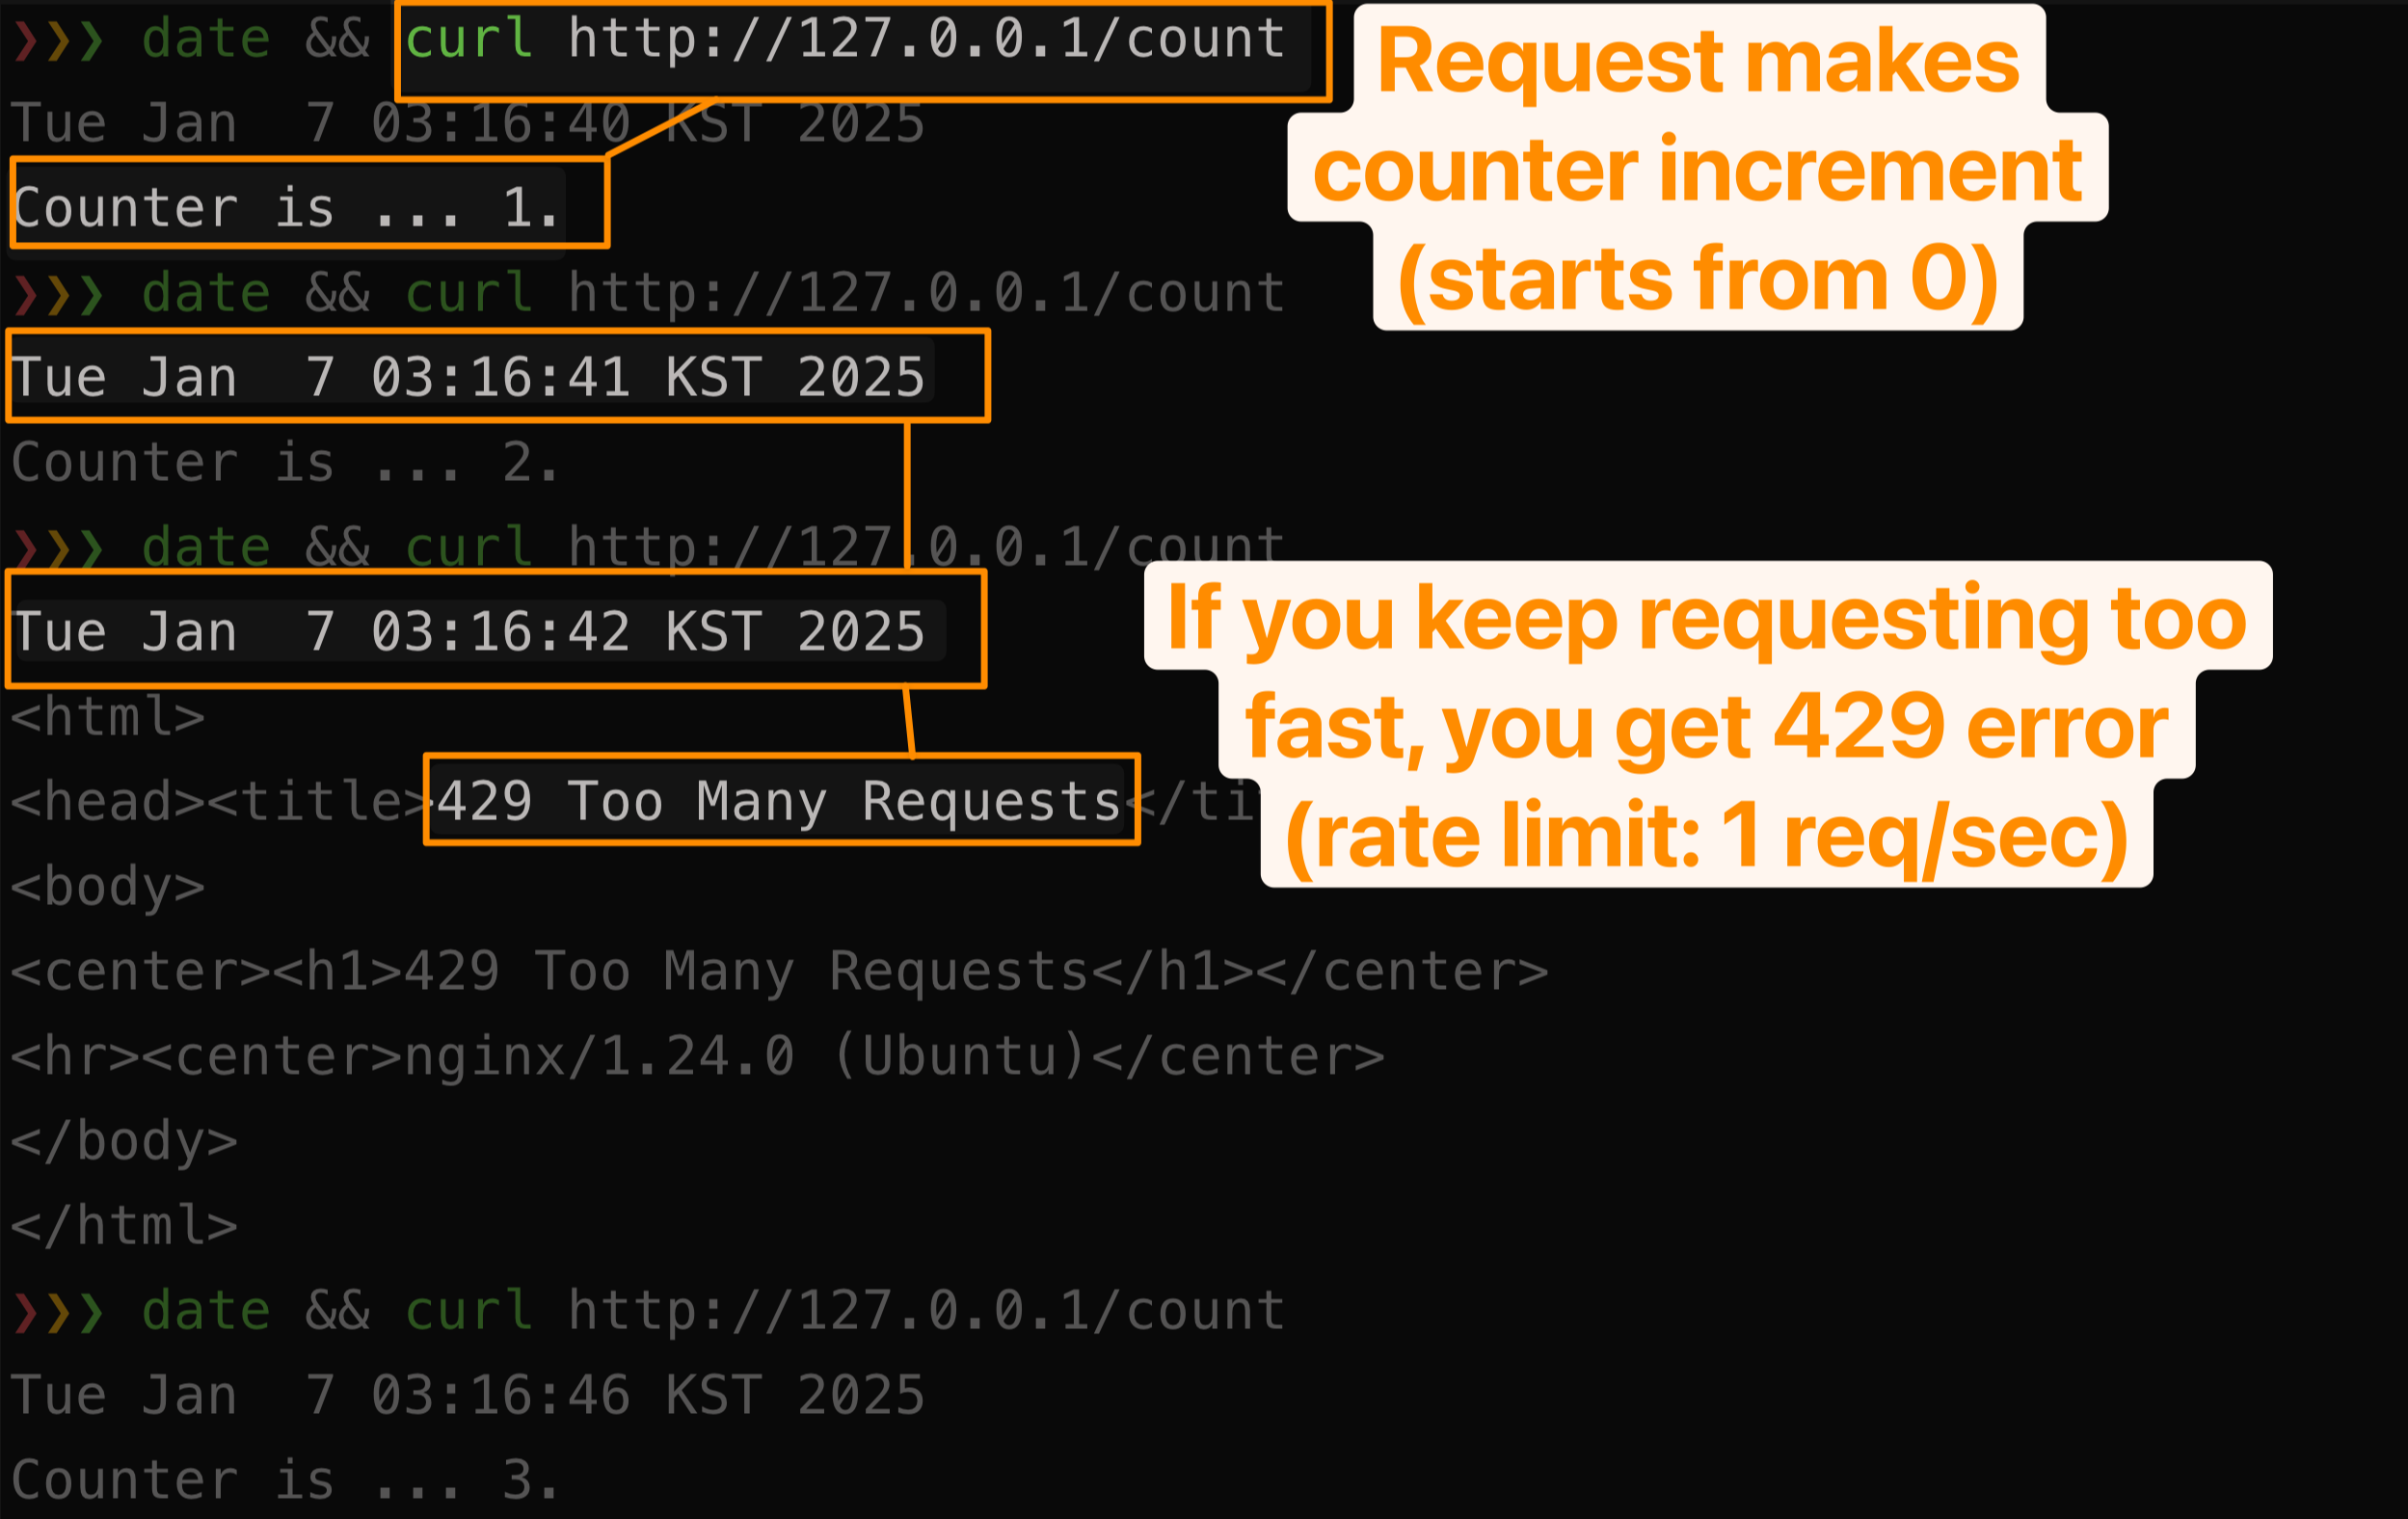 ❯❯❯ date && curl http://127.0.0.1/count
Tue Jan  7 03:16:40 KST 2025
Counter is ... 1.
❯❯❯ date && curl http://127.0.0.1/count
Tue Jan  7 03:16:41 KST 2025
Counter is ... 2.
❯❯❯ date && curl http://127.0.0.1/count
Tue Jan  7 03:16:42 KST 2025
<html>
<head><title>429 Too Many Requests</ti
<body>
<center><h1>429 Too Many Requests</h1></center>
<hr><center>nginx/1.24.0 (Ubuntu)</center>
</body>
</html>
❯❯❯ date && curl http://127.0.0.1/count
Tue Jan  7 03:16:46 KST 2025
Counter is ... 3.
Request makes
counter increment
(starts from 0)
If you keep requesting too
fast, you get 429 error
(rate limit: 1 req/sec)